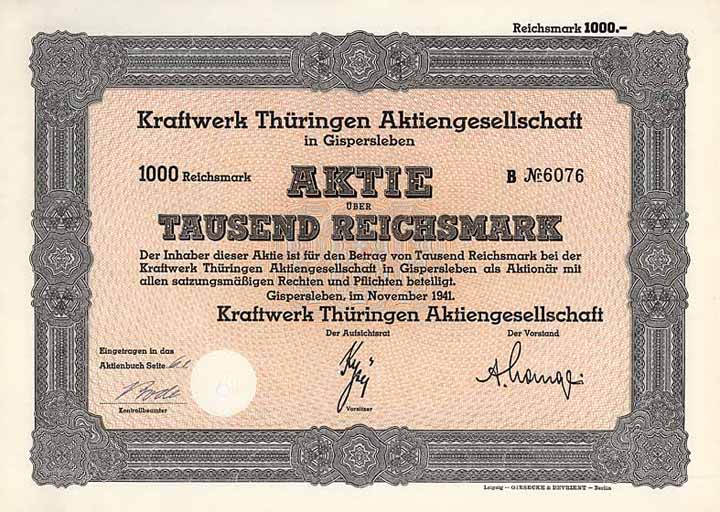 Reichsmark 1000.-
Kraftwerk Thüringen Aktiengesellschaft
in Gispersleben
1000 Reichsmark AKTIE B № 6076
ÜBER
TAUSEND REICHSMARK
Der Inhaber dieser Aktie ist für den Betrag von Tausend Reichsmark bei der
Kraftwerk Thüringen Aktiengesellschaft in Gispersleben als Aktionär mit
allen satzungsmäßigen Rechten und Pflichten beteiligt.
Gispersleben, im November 1941.
Kraftwerk Thüringen Aktiengesellschaft
Der Aufsichtsrat Der Vorstand
Eingetragen in das
Aktienbuch Seite
Kontrollbeamter
Vorsitzer
Leipzig — GIESECKE & DEVRIENT — Berlin